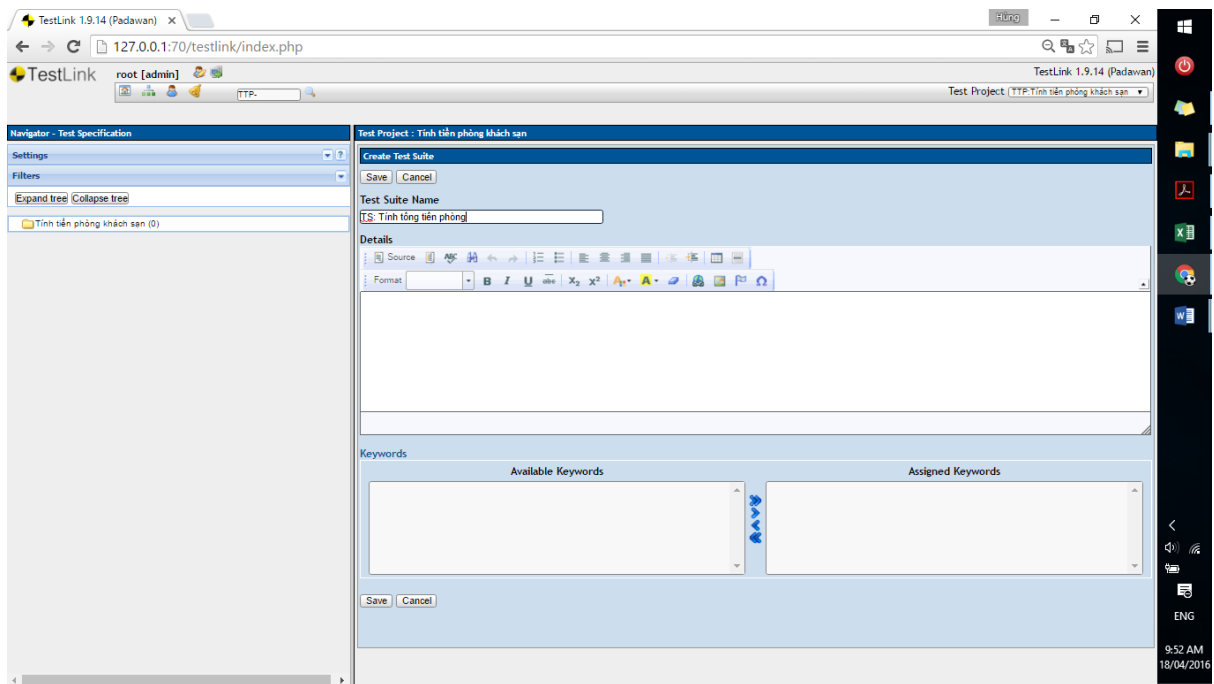 TestLink 1.9.14 (Padawan)
Hùng
127.0.0.1:70/testlink/index.php
TestLink root [admin]
TestLink 1.9.14 (Padawan)
TTP-
Test Project TTP:Tính tiền phòng khách sạn
Navigator - Test Specification
Test Project : Tính tiền phòng khách sạn
Settings
?
Create Test Suite
Filters
Save Cancel
Expand tree Collapse tree
Test Suite Name
TS: Tính tổng tiền phòng
Tính tiền phòng khách sạn (0)
Details
Source ABC
Format B I U abc X₂ x² A A Ω
Keywords
Available Keywords
Assigned Keywords
Save Cancel
ENG
9:52 AM
18/04/2016